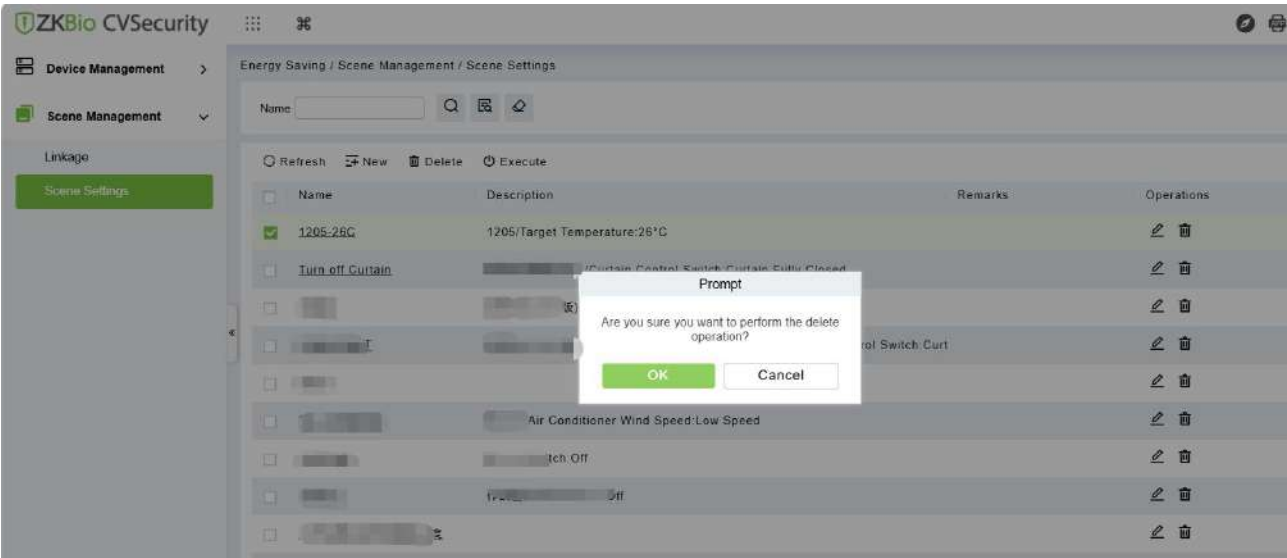 ZKBio CVSecurity
Device Management
Scene Management
Linkage
Scene Settings
Energy Saving / Scene Management / Scene Settings
Name
Refresh New Delete Execute
Name Description Remarks Operations
1205-26C 1205/Target Temperature:26°C
Turn off Curtain /Curtain Control Switch:Curtain Fully Closed
Prompt
Are you sure you want to perform the delete
operation?
OK Cancel
rol Switch:Curt
Air Conditioner Wind Speed:Low Speed
tch:Off
Off